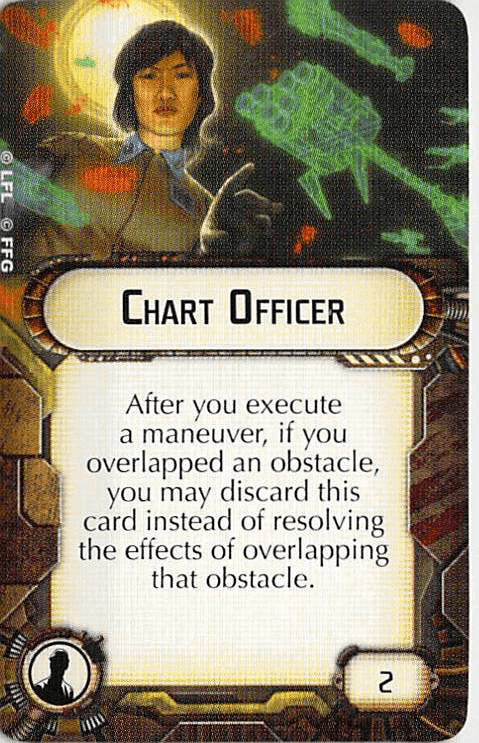 © LFL © FFG
Chart Officer
After you execute
a maneuver, if you
overlapped an obstacle,
you may discard this
card instead of resolving
the effects of overlapping
that obstacle.
2